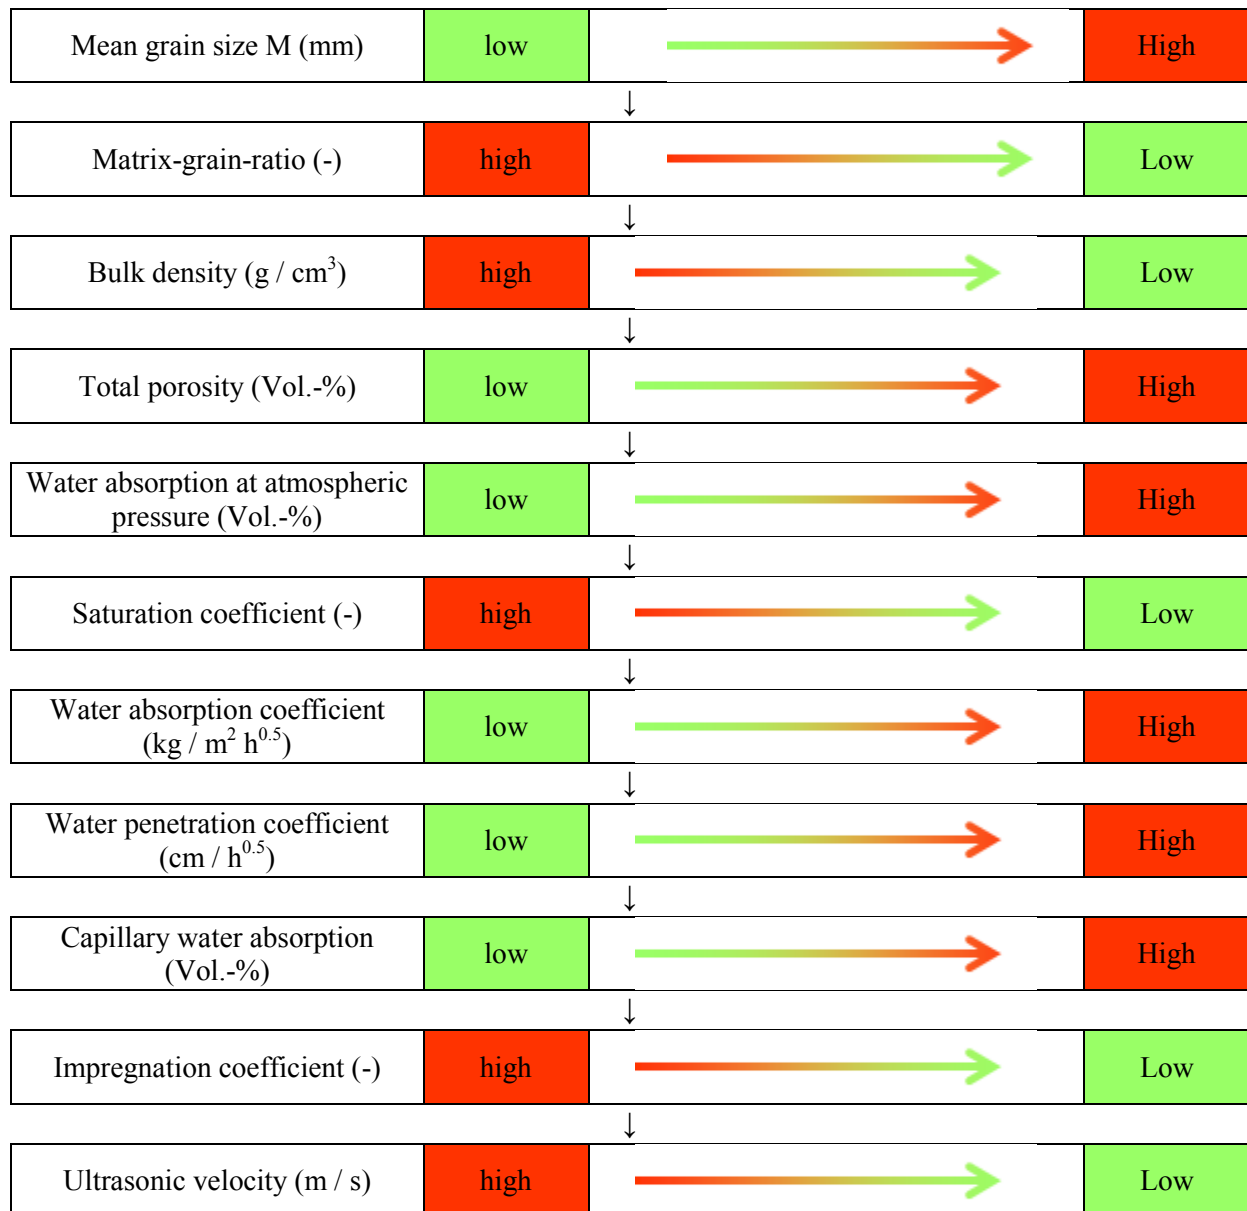 Mean grain size M (mm) low High
↓
Matrix-grain-ratio (-) high Low
↓
Bulk density (g / cm³) high Low
↓
Total porosity (Vol.-%) low High
↓
Water absorption at atmospheric
pressure (Vol.-%) low High
↓
Saturation coefficient (-) high Low
↓
Water absorption coefficient
(kg / m² h⁰·⁵) low High
↓
Water penetration coefficient
(cm / h⁰·⁵) low High
↓
Capillary water absorption
(Vol.-%) low High
↓
Impregnation coefficient (-) high Low
↓
Ultrasonic velocity (m / s) high Low